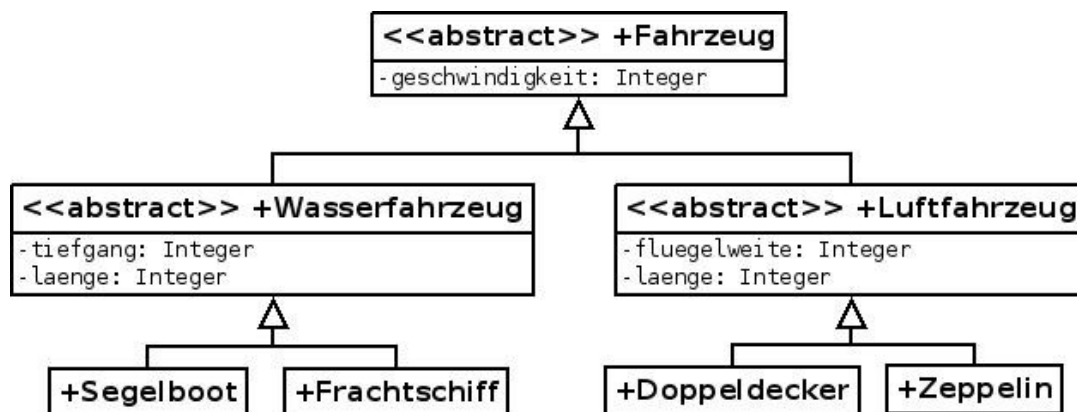 <<abstract>> +Fahrzeug
-geschwindigkeit: Integer
<<abstract>> +Wasserfahrzeug
-tiefgang: Integer
-laenge: Integer
<<abstract>> +Luftfahrzeug
-fluegelweite: Integer
-laenge: Integer
+Segelboot
+Frachtschiff
+Doppeldecker
+Zeppelin